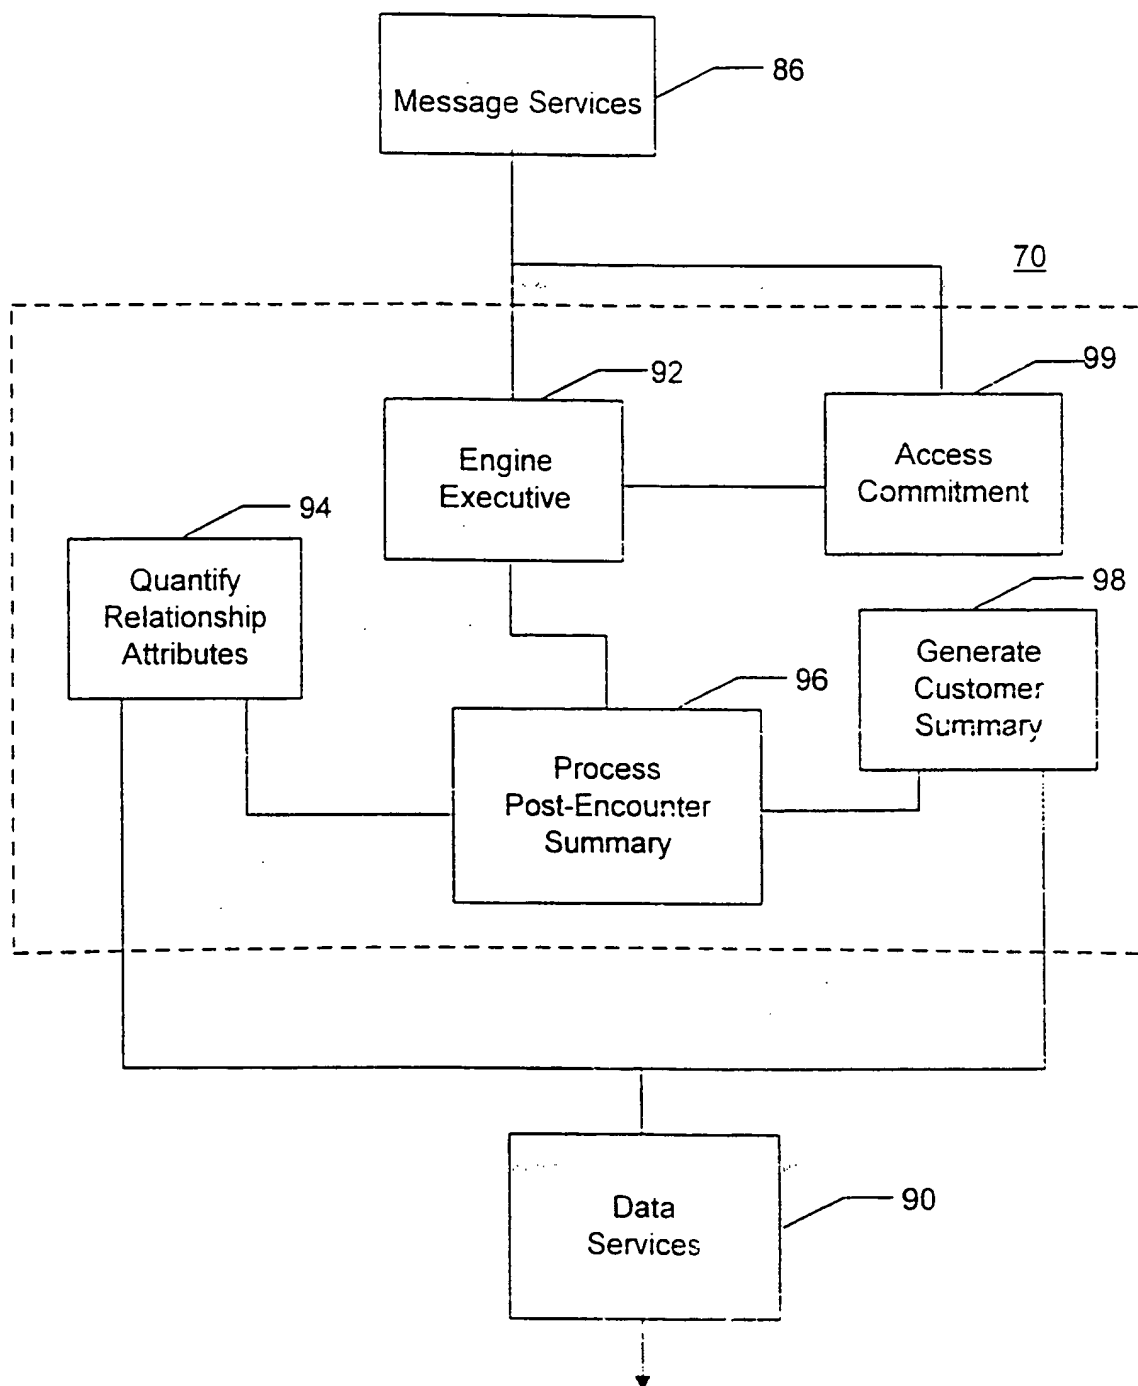 Message Services
86
70
92
99
Engine
Executive
Access
Commitment
94
Quantify
Relationship
Attributes
98
Generate
Customer
Summary
96
Process
Post-Encounter
Summary
Data
Services
90